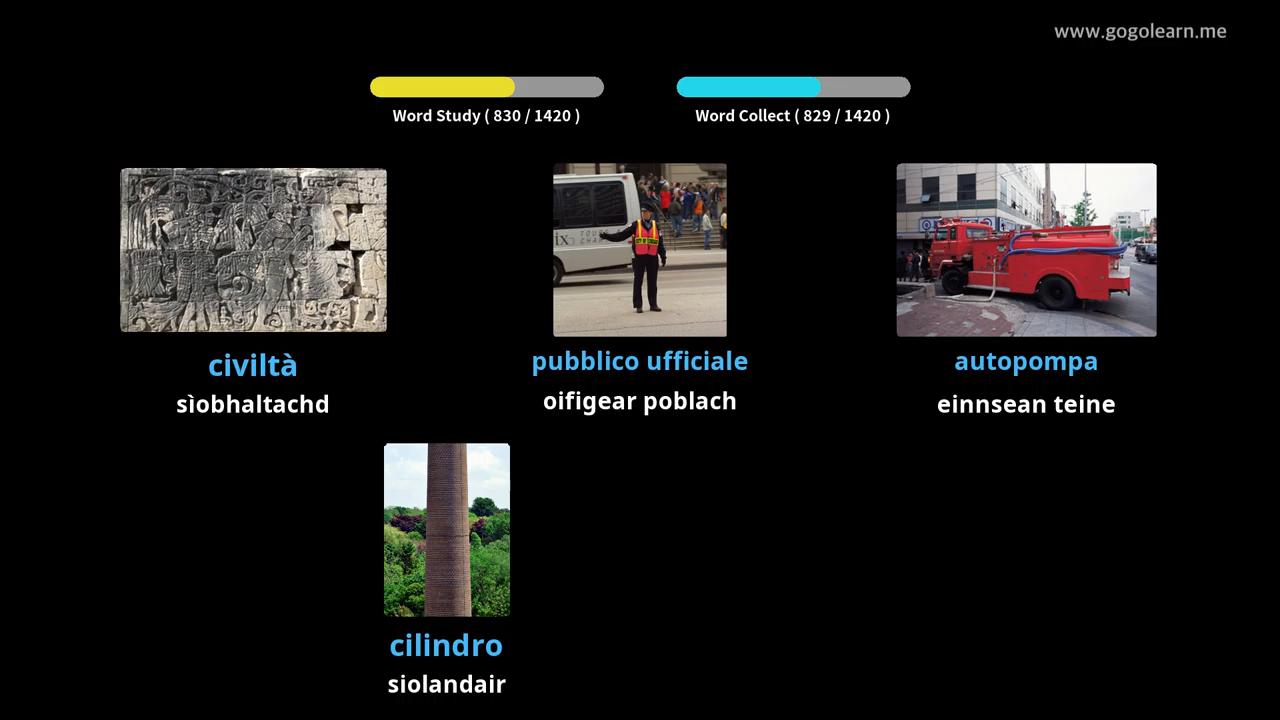 www.gogolearn.me
Word Study ( 830 / 1420 )
Word Collect ( 829 / 1420 )
civiltà
sìobhaltachd
pubblico ufficiale
oifigear poblach
autopompa
einnsean teine
cilindro
siolandair